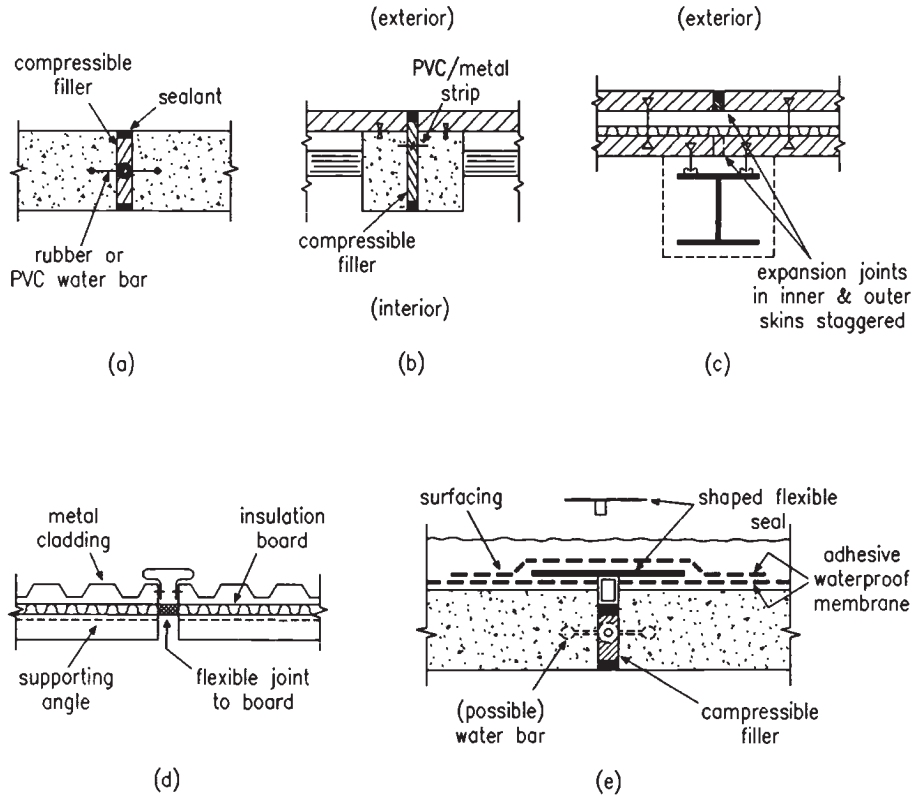 (exterior)
(exterior)
compressible
filler
sealant
PVC/metal
strip
rubber or
PVC water bar
compressible
filler
(interior)
expansion joints
in inner & outer
skins staggered
(a)
(b)
(c)
metal
cladding
insulation
board
supporting
angle
flexible joint
to board
(d)
surfacing
shaped flexible
seal
adhesive
waterproof
membrane
(possible)
water bar
campressible
filler
(e)